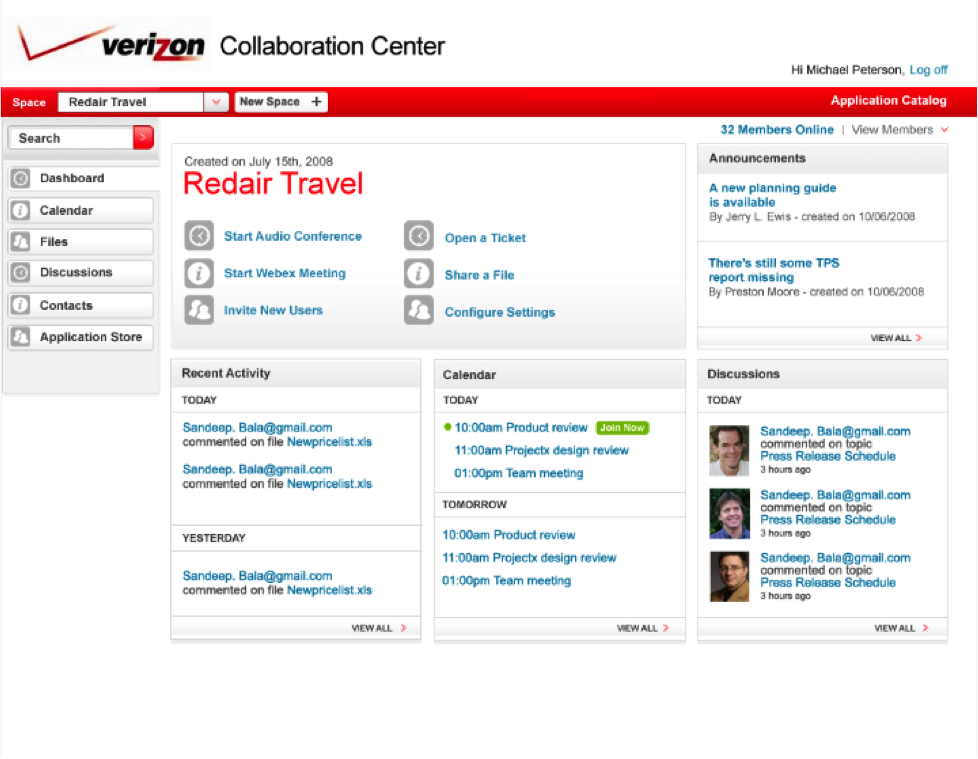 verizon Collaboration Center
Hi Michael Peterson, Log off
Space Redair Travel New Space + Application Catalog
32 Members Online | View Members
Search
Dashboard
Calendar
Files
Discussions
Contacts
Application Store
Created on July 15th, 2008
Redair Travel
Start Audio Conference
Start Webex Meeting
Invite New Users
Open a Ticket
Share a File
Configure Settings
Announcements
A new planning guide
is available
By Jerry L. Ewis - created on 10/06/2008
There's still some TPS
report missing
By Preston Moore - created on 10/06/2008
VIEW ALL >
Recent Activity
TODAY
Sandeep. Bala@gmail.com
commented on file Newpricelist.xls
Sandeep. Bala@gmail.com
commented on file Newpricelist.xls
YESTERDAY
Sandeep. Bala@gmail.com
commented on file Newpricelist.xls
VIEW ALL >
Calendar
TODAY
10:00am Product review Join Now
11:00am Projectx design review
01:00pm Team meeting
TOMORROW
10:00am Product review
11:00am Projectx design review
01:00pm Team meeting
VIEW ALL >
Discussions
TODAY
Sandeep. Bala@gmail.com
commented on topic
Press Release Schedule
3 hours ago
Sandeep. Bala@gmail.com
commented on topic
Press Release Schedule
3 hours ago
Sandeep. Bala@gmail.com
commented on topic
Press Release Schedule
3 hours ago
VIEW ALL >